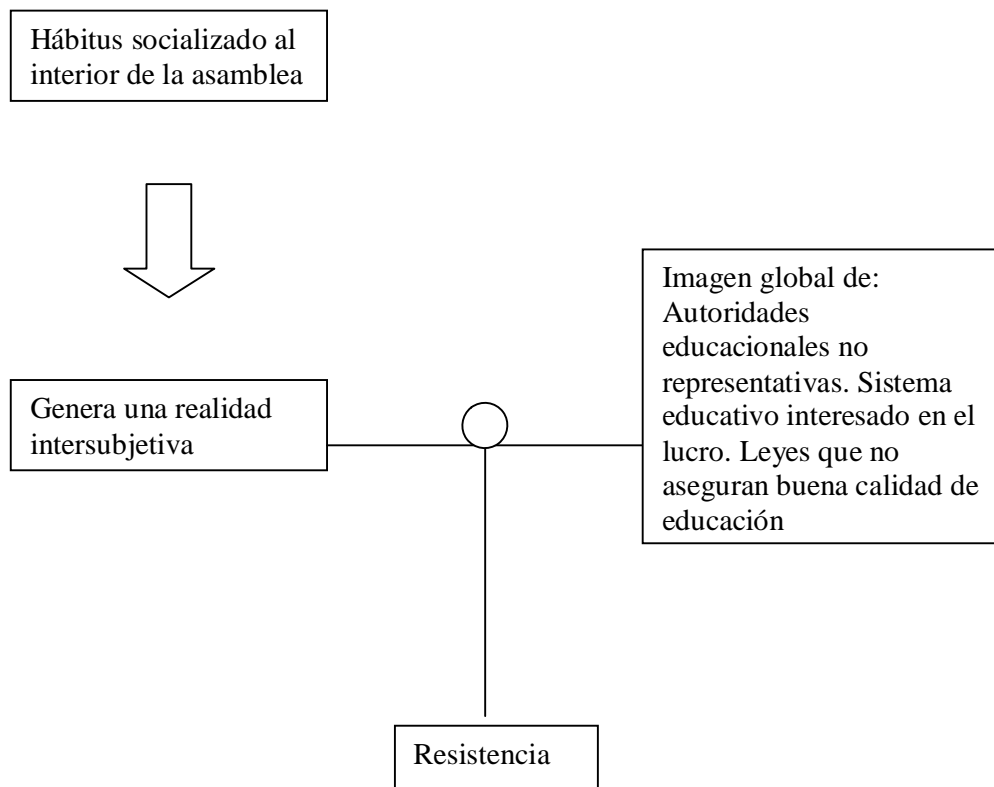 Hábitus socializado al
interior de la asamblea
Genera una realidad
intersubjetiva
Imagen global de:
Autoridades
educacionales no
representativas. Sistema
educativo interesado en el
lucro. Leyes que no
aseguran buena calidad de
educación
Resistencia